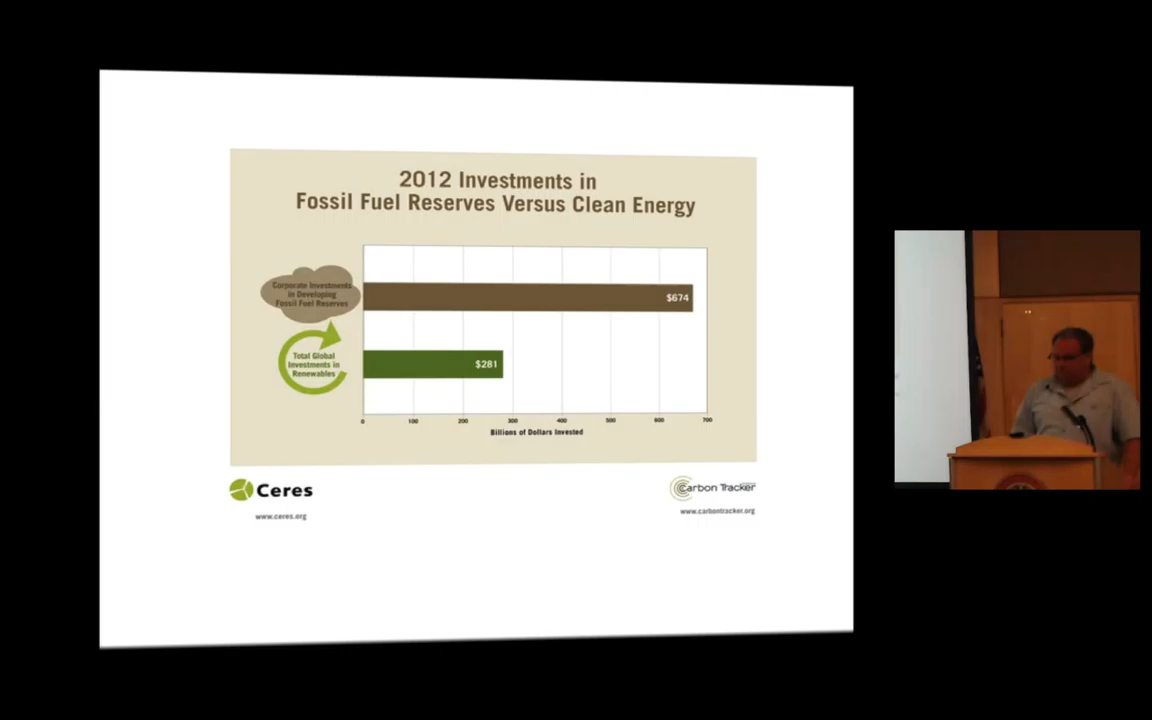 2012 Investments in
Fossil Fuel Reserves Versus Clean Energy
Corporate Investments
in Developing
Fossil Fuel Reserves
$674
Total Global
Investments in
Renewables
$281
0 100 200 300 400 500 600 700
Billions of Dollars Invested
Ceres
www.ceres.org
Carbon Tracker
www.carbontracker.org